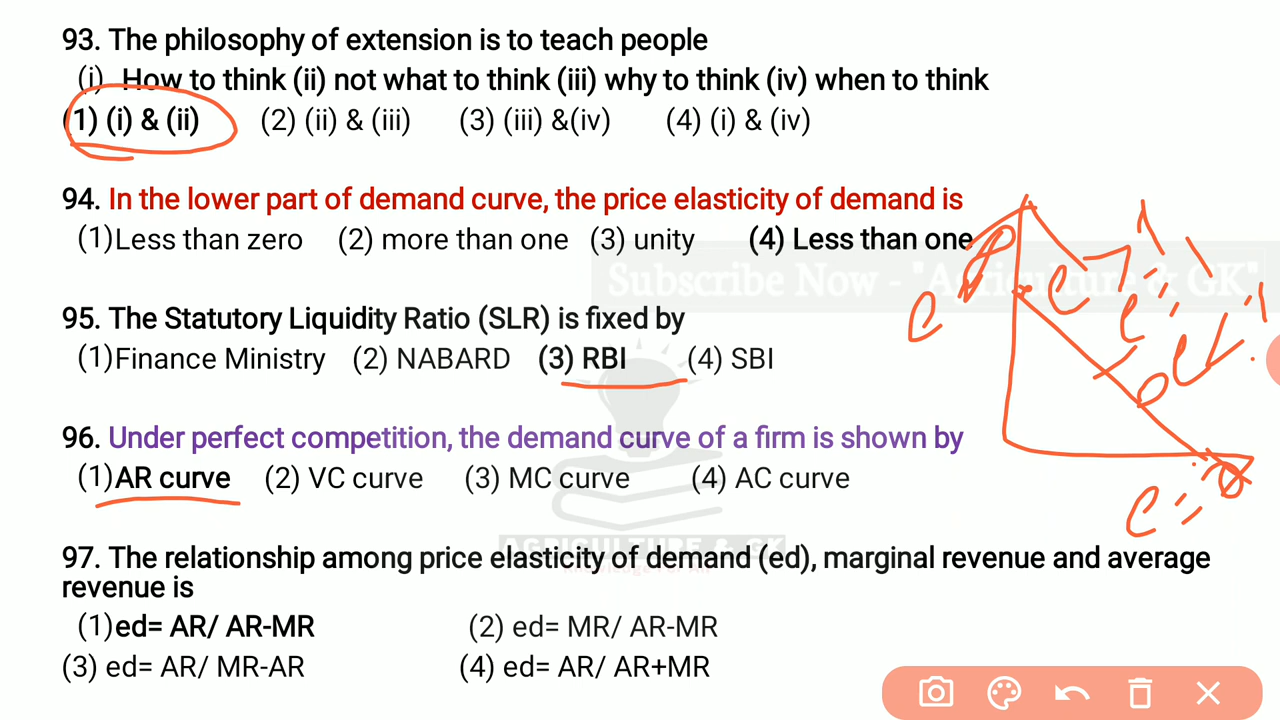 93. The philosophy of extension is to teach people
(i) How to think (ii) not what to think (iii) why to think (iv) when to think
(1) (i) & (ii) (2) (ii) & (iii) (3) (iii) &(iv) (4) (i) & (iv)
94. In the lower part of demand curve, the price elasticity of demand is
(1)Less than zero (2) more than one (3) unity (4) Less than one
Subscribe Now - "Agriculture & GK"
95. The Statutory Liquidity Ratio (SLR) is fixed by
(1)Finance Ministry (2) NABARD (3) RBI (4) SBI
96. Under perfect competition, the demand curve of a firm is shown by
(1)AR curve (2) VC curve (3) MC curve (4) AC curve
AGRICULTURE & GK
97. The relationship among price elasticity of demand (ed), marginal revenue and average
revenue is
(1)ed= AR/ AR-MR (2) ed= MR/ AR-MR
(3) ed= AR/ MR-AR (4) ed= AR/ AR+MR